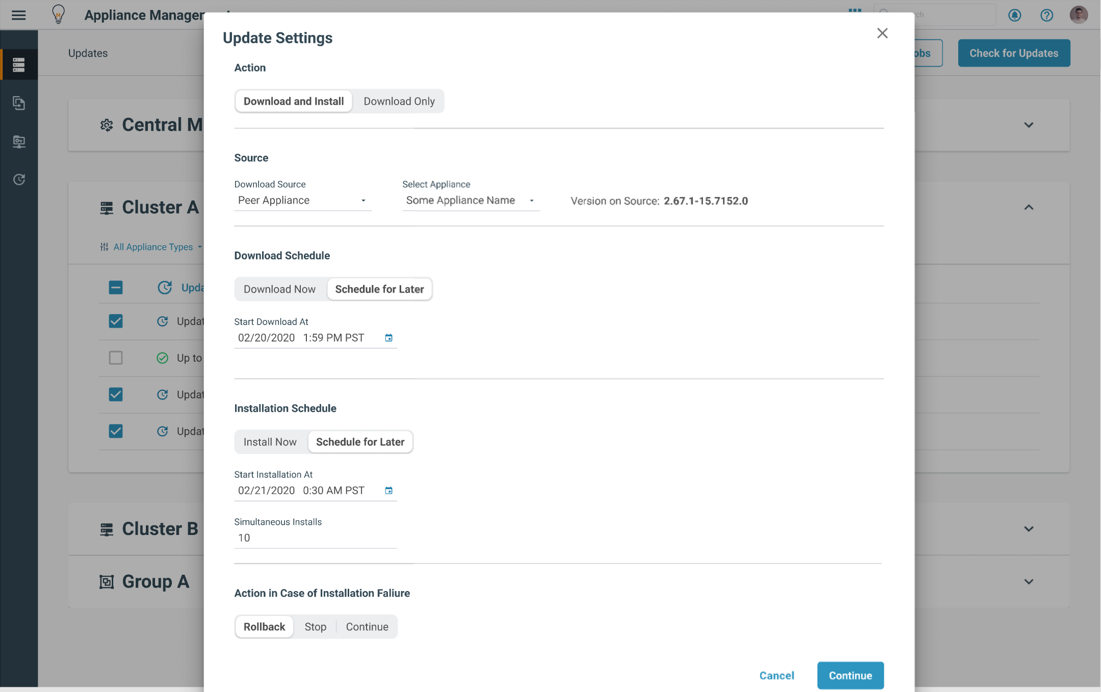 Appliance Manageme
Update Settings
Updates
obs
Check for Updates
Action
Download and Install
Download Only
Central M
Source
Download Source
Select Appliance
Peer Appliance
Some Appliance Name
Version on Source: 2.67.1-15.7152.0
Cluster A
All Appliance Types
Download Schedule
Download Now
Schedule for Later
Upda
Start Download At
Updat
02/20/2020 1:59 PM PST
Up to
Updat
Installation Schedule
Updat
Install Now
Schedule for Later
Start Installation At
02/21/2020 0:30 AM PST
Simultaneous Installs
Cluster B
10
Group A
Action in Case of Installation Faliure
Rollback
Stop
Continue
Cancel
Continue